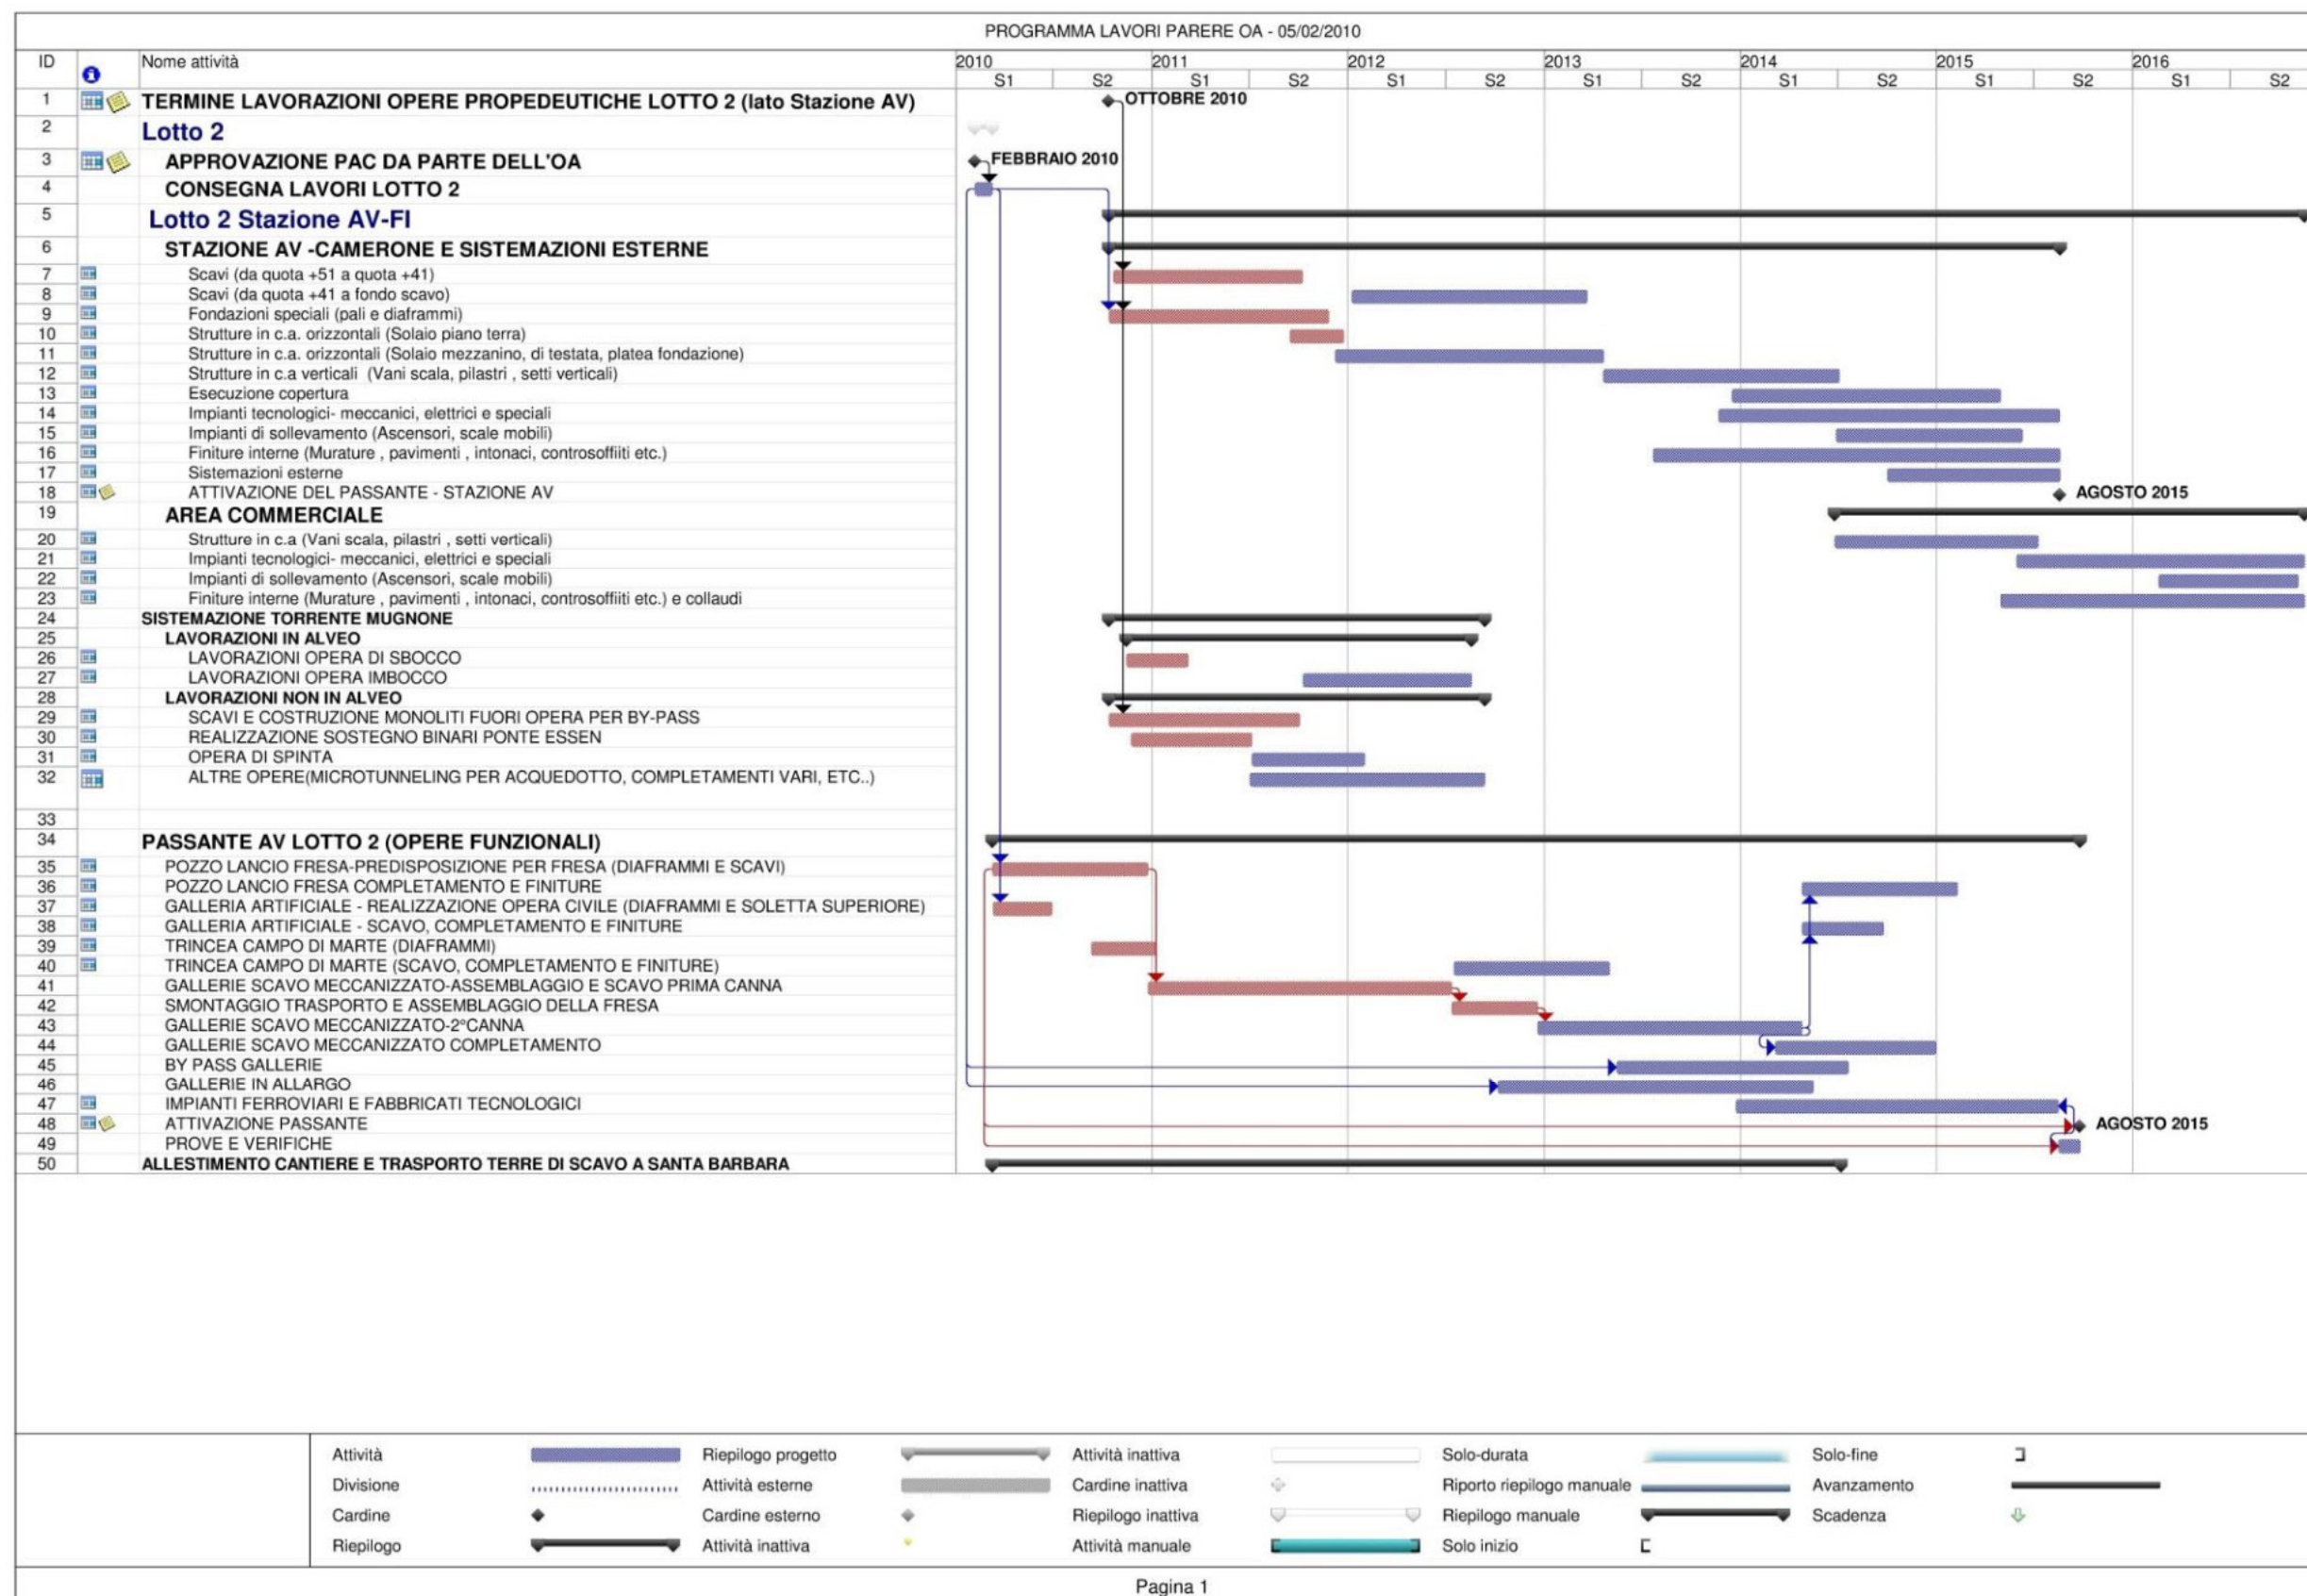 PROGRAMMA LAVORI PARERE OA - 05/02/2010
ID Nome attività 2010 2011 2012 2013 2014 2015 2016
S1 S2 S1 S2 S1 S2 S1 S2 S1 S2 S1 S2 S1 S2
1 TERMINE LAVORAZIONI OPERE PROPEDEUTICHE LOTTO 2 (lato Stazione AV) OTTOBRE 2010
2 Lotto 2
3 APPROVAZIONE PAC DA PARTE DELL'OA FEBBRAIO 2010
4 CONSEGNA LAVORI LOTTO 2
5 Lotto 2 Stazione AV-FI
6 STAZIONE AV -CAMERONE E SISTEMAZIONI ESTERNE
7 Scavi (da quota +51 a quota +41)
8 Scavi (da quota +41 a fondo scavo)
9 Fondazioni speciali (pali e diaframmi)
10 Strutture in c.a. orizzontali (Solaio piano terra)
11 Strutture in c.a. orizzontali (Solaio mezzanino, di testata, platea fondazione)
12 Strutture in c.a verticali (Vani scala, pilastri , setti verticali)
13 Esecuzione copertura
14 Impianti tecnologici- meccanici, elettrici e speciali
15 Impianti di sollevamento (Ascensori, scale mobili)
16 Finiture interne (Murature , pavimenti , intonaci, controsoffiiti etc.)
17 Sistemazioni esterne
18 ATTIVAZIONE DEL PASSANTE - STAZIONE AV AGOSTO 2015
19 AREA COMMERCIALE
20 Strutture in c.a (Vani scala, pilastri , setti verticali)
21 Impianti tecnologici- meccanici, elettrici e speciali
22 Impianti di sollevamento (Ascensori, scale mobili)
23 Finiture interne (Murature , pavimenti , intonaci, controsoffiiti etc.) e collaudi
24 SISTEMAZIONE TORRENTE MUGNONE
25 LAVORAZIONI IN ALVEO
26 LAVORAZIONI OPERA DI SBOCCO
27 LAVORAZIONI OPERA IMBOCCO
28 LAVORAZIONI NON IN ALVEO
29 SCAVI E COSTRUZIONE MONOLITI FUORI OPERA PER BY-PASS
30 REALIZZAZIONE SOSTEGNO BINARI PONTE ESSEN
31 OPERA DI SPINTA
32 ALTRE OPERE(MICROTUNNELING PER ACQUEDOTTO, COMPLETAMENTI VARI, ETC..)
33
34 PASSANTE AV LOTTO 2 (OPERE FUNZIONALI)
35 POZZO LANCIO FRESA-PREDISPOSIZIONE PER FRESA (DIAFRAMMI E SCAVI)
36 POZZO LANCIO FRESA COMPLETAMENTO E FINITURE
37 GALLERIA ARTIFICIALE - REALIZZAZIONE OPERA CIVILE (DIAFRAMMI E SOLETTA SUPERIORE)
38 GALLERIA ARTIFICIALE - SCAVO, COMPLETAMENTO E FINITURE
39 TRINCEA CAMPO DI MARTE (DIAFRAMMI)
40 TRINCEA CAMPO DI MARTE (SCAVO, COMPLETAMENTO E FINITURE)
41 GALLERIE SCAVO MECCANIZZATO-ASSEMBLAGGIO E SCAVO PRIMA CANNA
42 SMONTAGGIO TRASPORTO E ASSEMBLAGGIO DELLA FRESA
43 GALLERIE SCAVO MECCANIZZATO-2°CANNA
44 GALLERIE SCAVO MECCANIZZATO COMPLETAMENTO
45 BY PASS GALLERIE
46 GALLERIE IN ALLARGO
47 IMPIANTI FERROVIARI E FABBRICATI TECNOLOGICI
48 ATTIVAZIONE PASSANTE AGOSTO 2015
49 PROVE E VERIFICHE
50 ALLESTIMENTO CANTIERE E TRASPORTO TERRE DI SCAVO A SANTA BARBARA
Attività Riepilogo progetto Attività inattiva Solo-durata Solo-fine
Divisione Attività esterne Cardine inattiva Riporto riepilogo manuale Avanzamento
Cardine Cardine esterno Riepilogo inattiva Riepilogo manuale Scadenza
Riepilogo Attività inattiva Attività manuale Solo inizio
Pagina 1